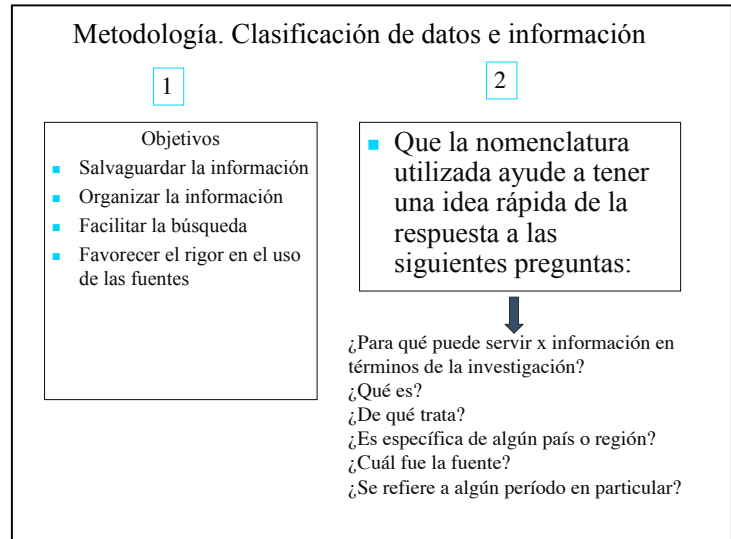 Metodología. Clasificación de datos e información
1
Objetivos
Salvaguardar la información
Organizar la información
Facilitar la búsqueda
Favorecer el rigor en el uso
de las fuentes
2
Que la nomenclatura
utilizada ayude a tener
una idea rápida de la
respuesta a las
siguientes preguntas:
¿Para qué puede servir x información en
términos de la investigación?
¿Qué es?
¿De qué trata?
¿Es específica de algún país o región?
¿Cuál fue la fuente?
¿Se refiere a algún período en particular?